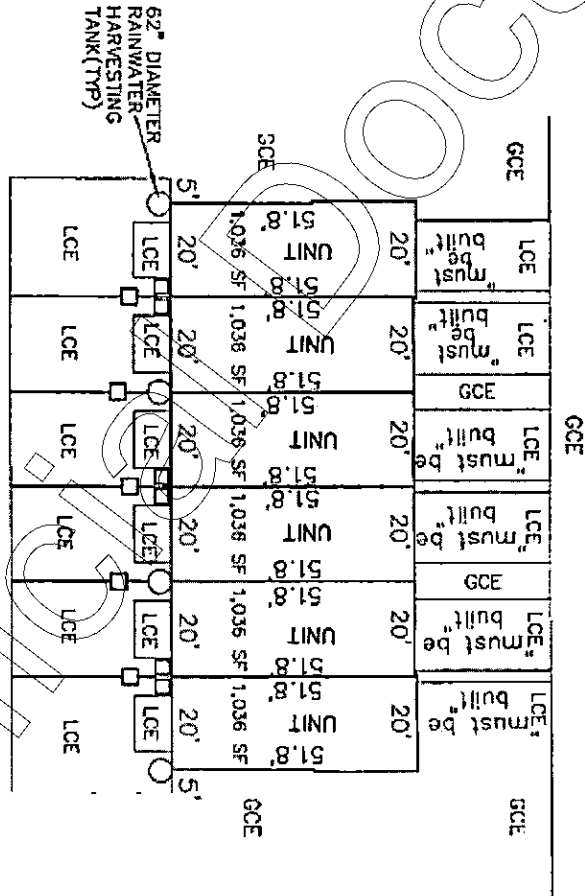 62" DIAMETER
RAINWATER
HARVESTING
TANK(TYP)
GCE
GCE
GCE
GCE
GCE
GCE
GCE
5'
5'
LCE
"must
be
built"
LCE
"must
be
built"
LCE"
"must be
built"
LCE"
"must be
built"
LCE"
"must be
built"
LCE"
"must be
built"
20'
51.8'
UNIT
1,036 SF
51.8'
20'
LCE
LCE
20'
51.8'
UNIT
1,036 SF
51.8'
20'
LCE
LCE
20'
51.8'
UNIT
1,036 SF
51.8'
20'
LCE
LCE
20'
51.8'
UNIT
1,036 SF
51.8'
20'
LCE
LCE
20'
51.8'
UNIT
1,036 SF
51.8'
20'
LCE
LCE
20'
51.8'
UNIT
1,036 SF
51.8'
20'
LCE
LCE